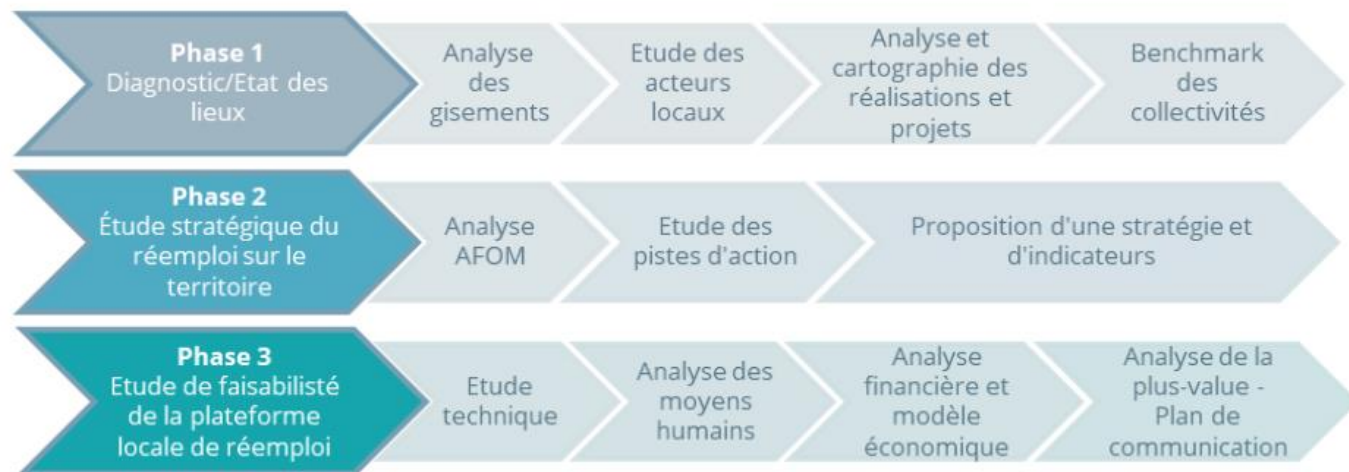 Phase 1
Diagnostic/Etat des
lieux
Analyse
des
gisements
Etude des
acteurs
locaux
Analyse et
cartographie des
réalisations et
projets
Benchmark
des
collectivités
Phase 2
Étude stratégique du
réemploi sur le
territoire
Analyse
AFOM
Etude des
pistes d'action
Proposition d'une stratégie et
d'indicateurs
Phase 3
Etude de faisabilisté
de la plateforme
locale de réemploi
Etude
technique
Analyse des
moyens
humains
Analyse
financière et
modèle
économique
Analyse de la
plus-value -
Plan de
communication